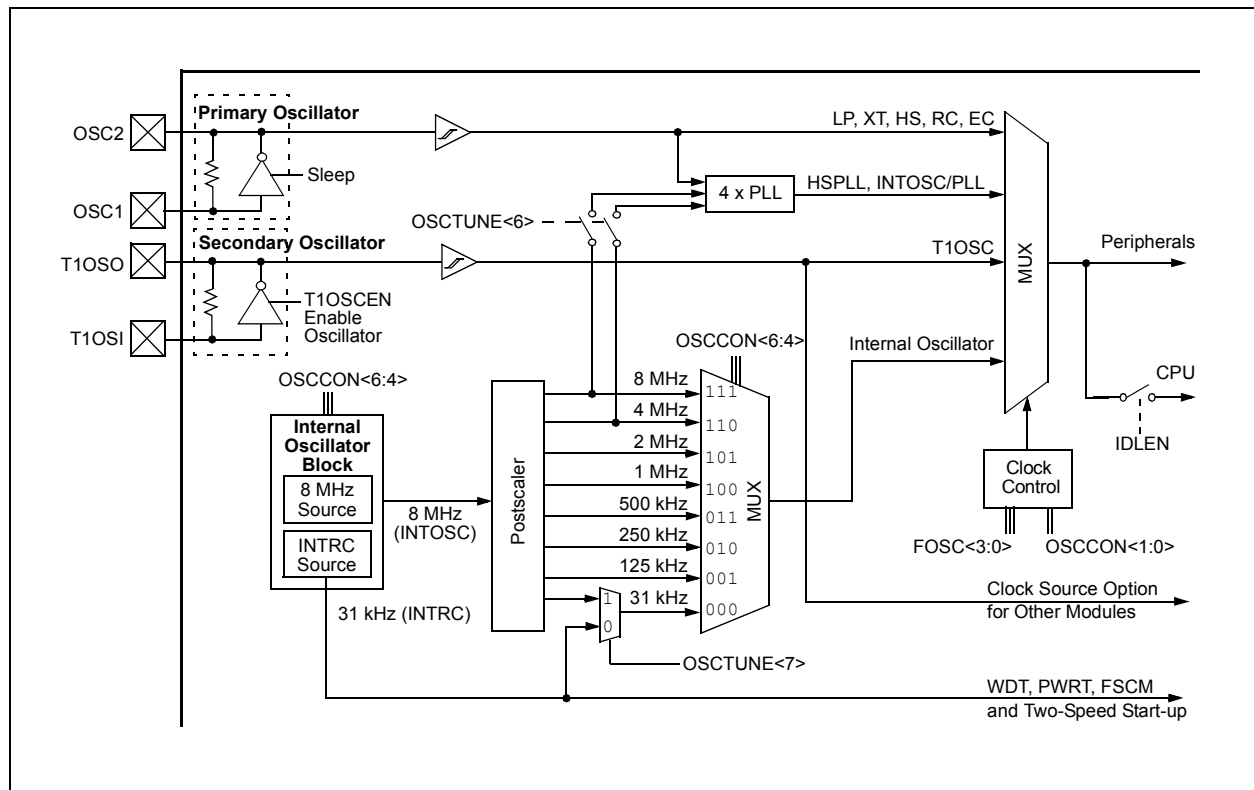 Primary Oscillator
OSC2
LP, XT, HS, RC, EC
Sleep
4 x PLL
HSPLL, INTOSC/PLL
OSC1
OSCTUNE<6>
Secondary Oscillator
T1OSO
T1OSC
MUX
Peripherals
T1OSCEN
Enable
Oscillator
T1OSI
OSCCON<6:4>
Internal Oscillator
OSCCON<6:4>
CPU
IDLEN
Internal
Oscillator
Block
8 MHz
Source
INTRC
Source
8 MHz
(INTOSC)
31 kHz (INTRC)
Postscaler
8 MHz
111
4 MHz
110
2 MHz
101
1 MHz
100
500 kHz
011
250 kHz
010
125 kHz
001
1
0
31 kHz
000
MUX
Clock
Control
FOSC<3:0>
OSCCON<1:0>
Clock Source Option
for Other Modules
OSCTUNE<7>
WDT, PWRT, FSCM
and Two-Speed Start-up